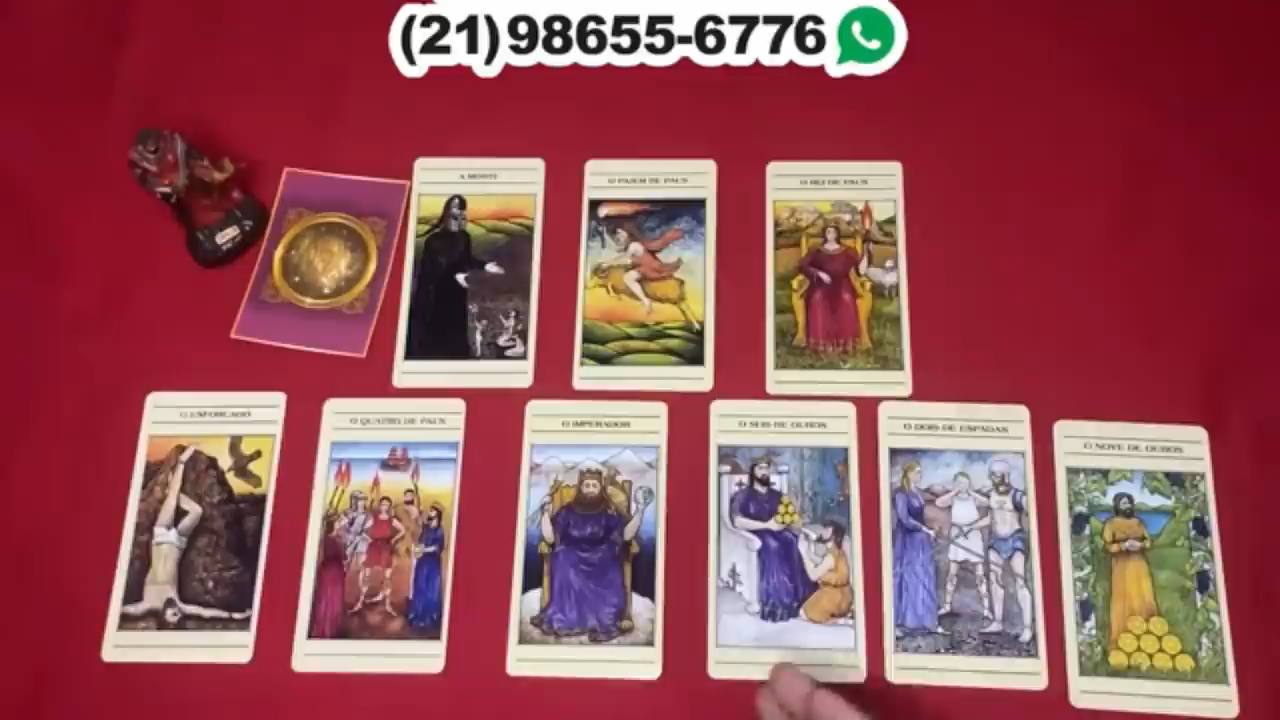 (21)98655-6776
A MORTE
O PAJEM DE PAUS
O REI DE PAUS
O ENFORCADO
O QUATRO DE PAUS
O IMPERADOR
O SEIS DE OUROS
O DOIS DE ESPADAS
O NOVE DE OUROS